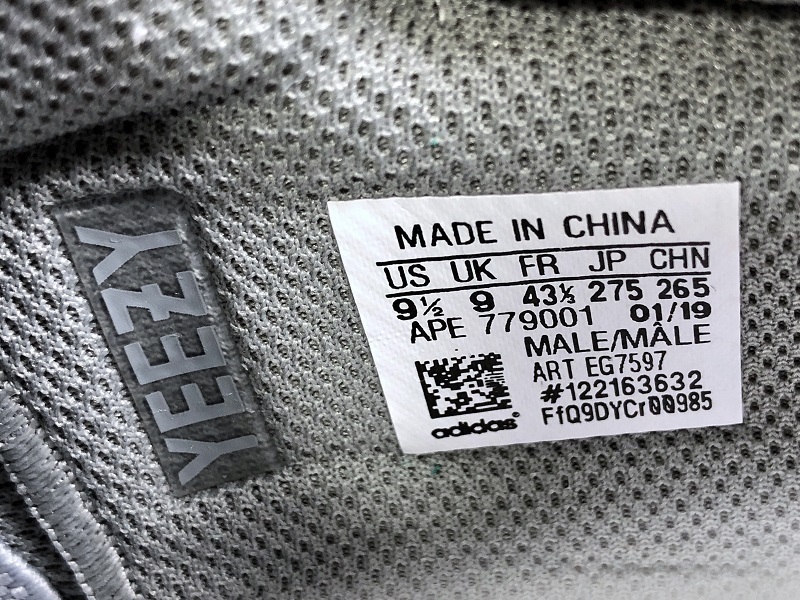 YEEZY
MADE IN CHINA
US UK FR JP CHN
9½ 9 43⅓ 275 265
APE 779001 01/19
MALE/MÂLE
ART EG7597
#122163632
FfQ9DYCr00985
adidas®